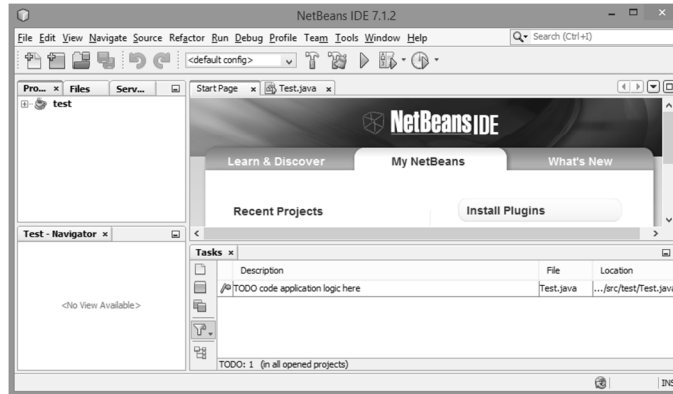 NetBeans IDE 7.1.2
File Edit View Navigate Source Refactor Run Debug Profile Team Tools Window Help
Search (Ctrl+I)
<default config>
Pro... × Files Serv...
Start Page × Test.java ×
test
NetBeans IDE
Learn & Discover My NetBeans What's New
Recent Projects Install Plugins
Test - Navigator ×
<No View Available>
Tasks ×
Description File Location
TODO code application logic here Test.java .../src/test/Test.java
TODO: 1 (in all opened projects)
INS